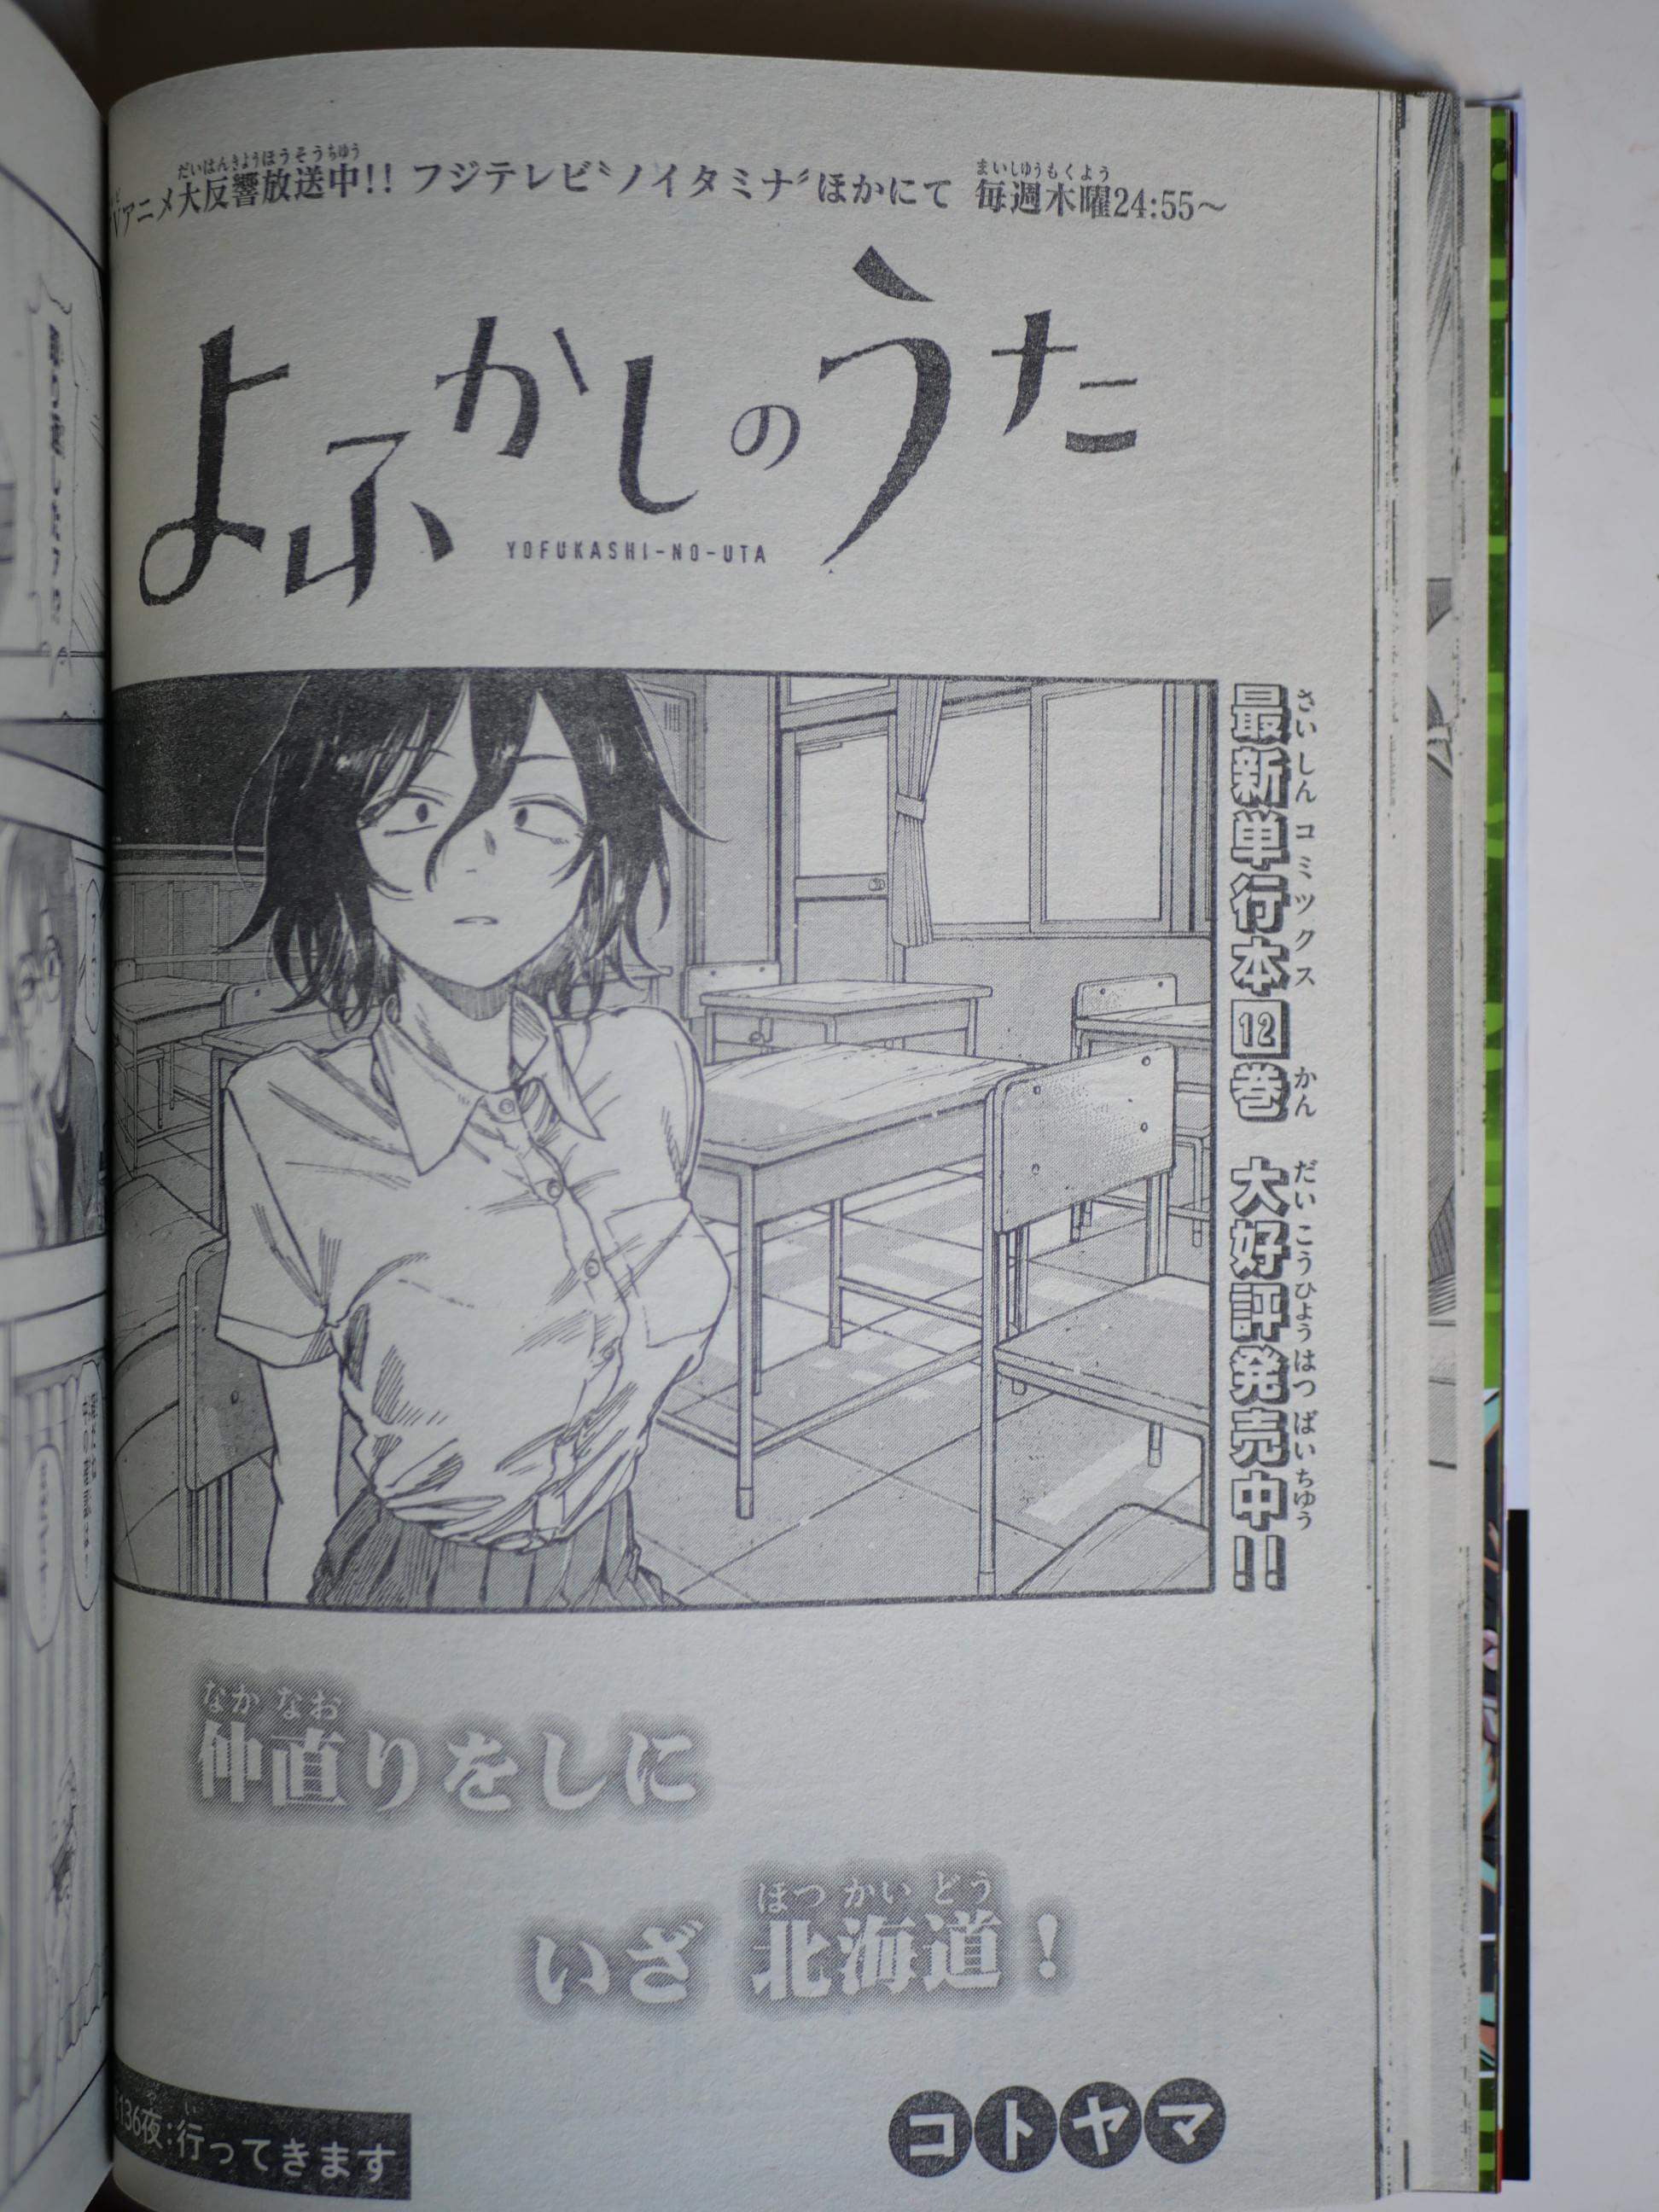 Vアニメ大反響放送中!! フジテレビ〝ノイタミナ〟ほかにて 毎週木曜24:55〜
よふかしのうた
YOFUKASHI-NO-UTA
最新単行本12巻 大好評発売中!!
仲直りをしに
いざ 北海道！
136夜：行ってきます
コトヤマ